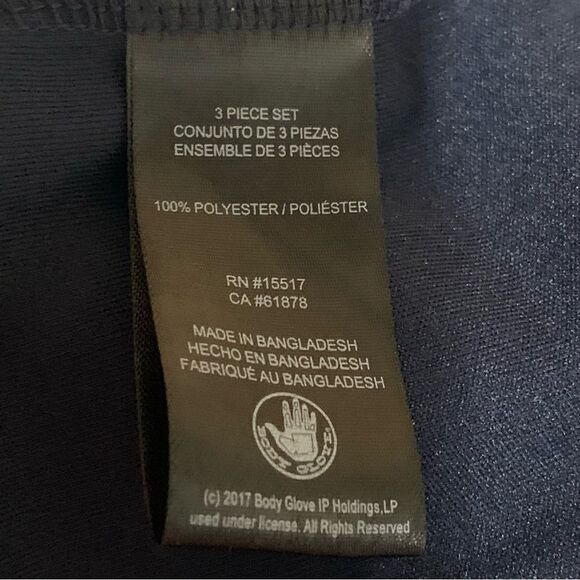 3 PIECE SET
CONJUNTO DE 3 PIEZAS
ENSEMBLE DE 3 PIÈCES
100% POLYESTER / POLIÉSTER
RN #15517
CA #61878
MADE IN BANGLADESH
HECHO EN BANGLADESH
FABRIQUÉ AU BANGLADESH
BODY GLOVE
(c) 2017 Body Glove IP Holdings,LP
used under license. All Rights Reserved